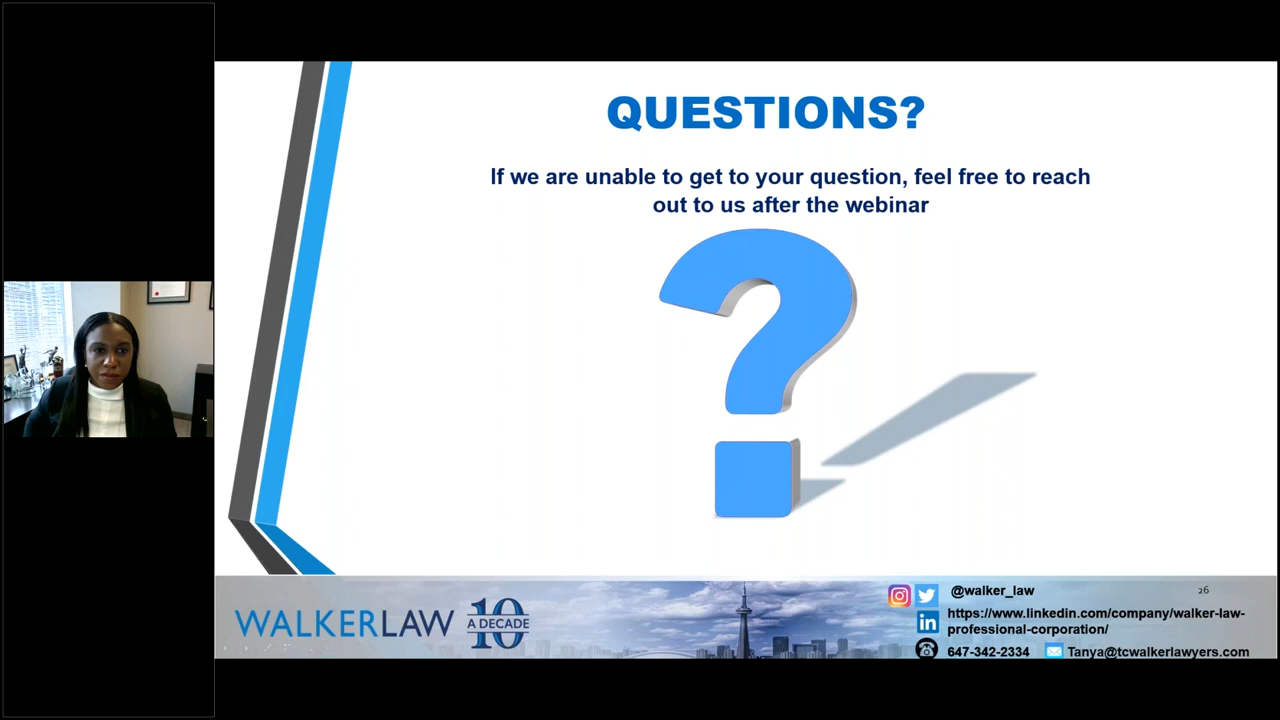 QUESTIONS?
If we are unable to get to your question, feel free to reach
out to us after the webinar
WALKERLAW 10
A DECADE
@walker_law
26
https://www.linkedin.com/company/walker-law-
professional-corporation/
647-342-2334 Tanya@tcwalkerlawyers.com